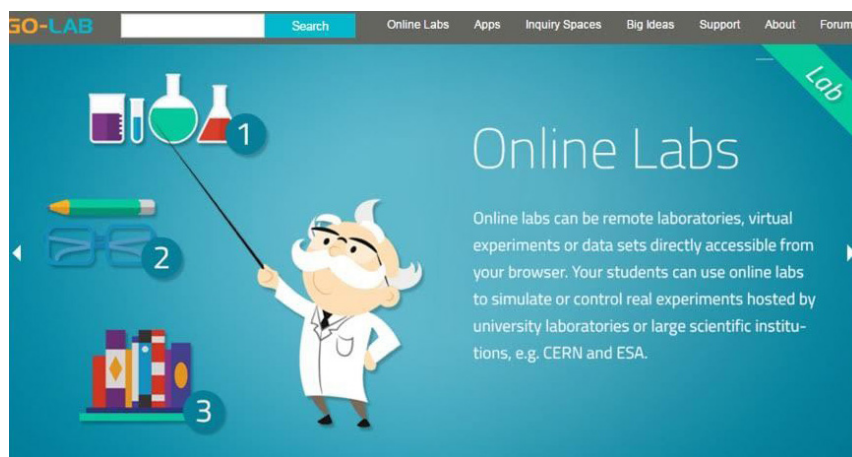 GO-LAB Search Online Labs Apps Inquiry Spaces Big Ideas Support About Forum
Lab
1
Online Labs
2
Online labs can be remote laboratories, virtual
experiments or data sets directly accessible from
your browser. Your students can use online labs
to simulate or control real experiments hosted by
university laboratories or large scientific institu-
tions, e.g. CERN and ESA.
3